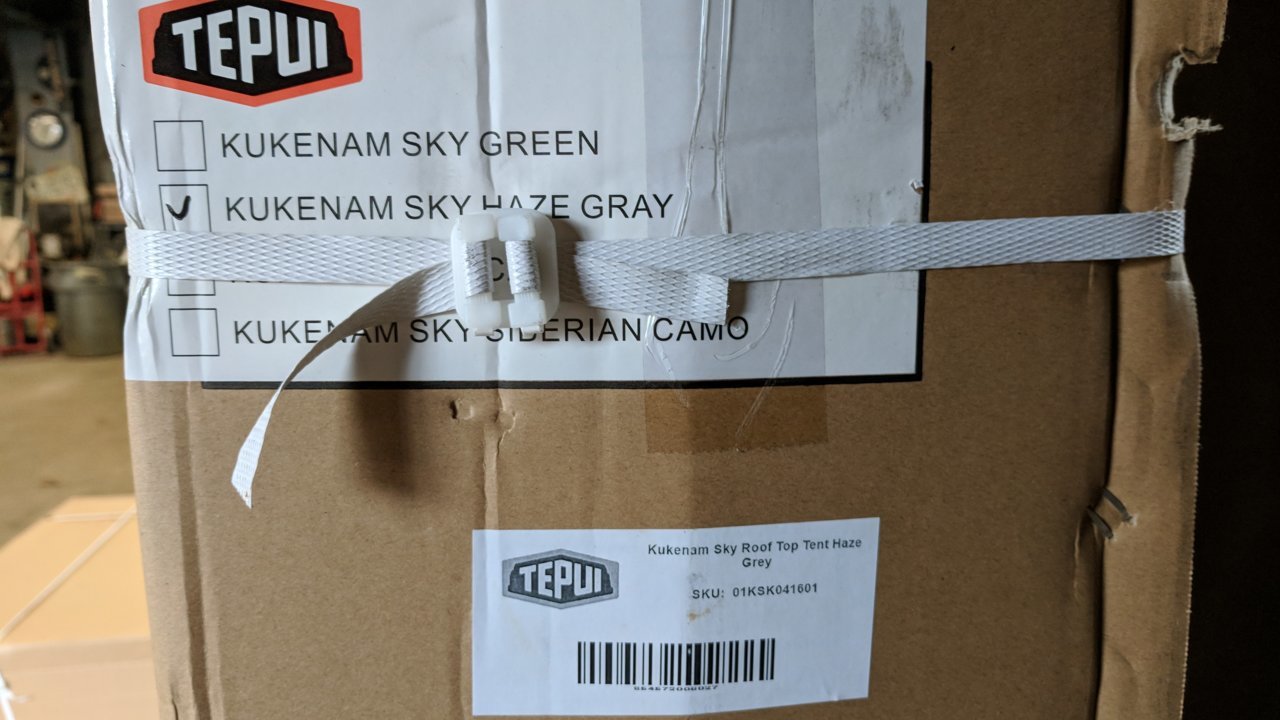 TEPUI
KUKENAM SKY GREEN
KUKENAM SKY HAZE GRAY
KUKENAM SKY SIBERIAN CAMO
TEPUI
Kukenam Sky Roof Top Tent Haze
Grey
SKU: 01KSK041601